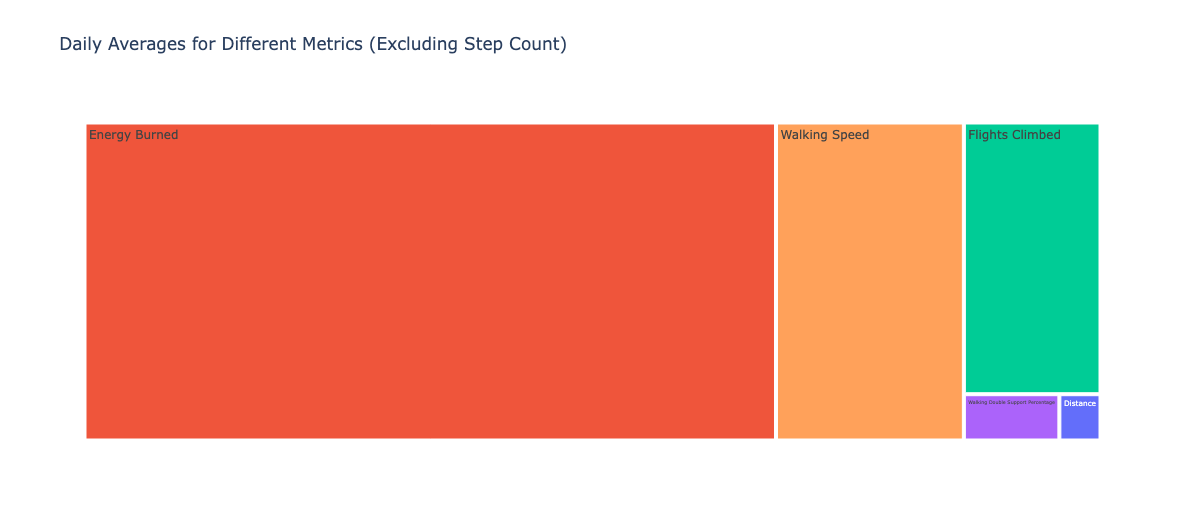 Daily Averages for Different Metrics (Excluding Step Count)
Energy Burned
Walking Speed
Flights Climbed
Walking Double Support Percentage
Distance